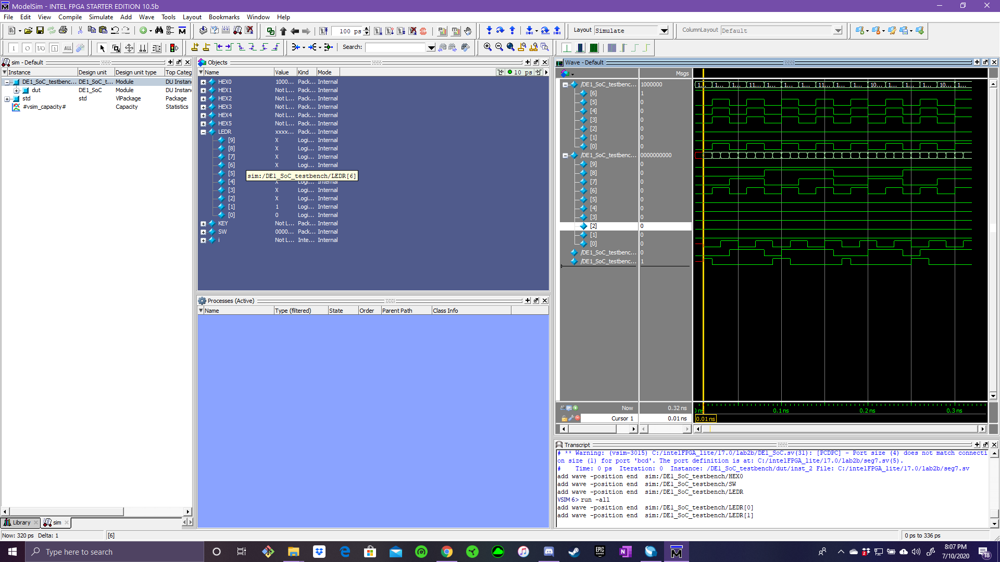 ModelSim - INTEL FPGA STARTER EDITION 10.5b
File Edit View Compile Simulate Add Wave Tools Layout Bookmarks Window Help
100 ps
Layout Simulate
ColumnLayout Default
Search:
sim - Default
Instance Design unit Design unit type Top Categ
DE1_SoC_testbenc... DE1_SoC_t... Module DU Instan
dut DE1_SoC Module DU Instan
std std VlPackage Package
#vsim_capacity# Capacity Statistics
Library sim
Objects
Name Value Kind Mode
10 ps
HEX0 1000... Pack... Internal
HEX1 Not L... Pack... Internal
HEX2 Not L... Pack... Internal
HEX3 Not L... Pack... Internal
HEX4 Not L... Pack... Internal
HEX5 Not L... Pack... Internal
LEDR xxxx... Pack... Internal
[9] X Logi... Internal
[8] X Logi... Internal
[7] X Logi... Internal
[6] X Logi... Internal
[5]
sim:/DE1_SoC_testbench/LEDR[6]
[4] X Logi... Internal
[3] X Logi... Internal
[2] X Logi... Internal
[1] 1 Logi... Internal
[0] 0 Logi... Internal
KEY Not L... Pack... Internal
SW 0000... Pack... Internal
i Not L... Inte... Internal
Processes (Active)
Name Type (filtered) State Order Parent Path Class Info
Wave - Default
Msgs
/DE1_SoC_testbenc... 1000000 1... 1... 1... 11... 1... 1... 1... 11... 1... 1... 10... 1... 1... 1... 10... 1...
[6] 1
[5] 0
[4] 0
[3] 0
[2] 0
[1] 0
[0] 0
/DE1_SoC_testbenc... 0000000000
[9] 0
[8] 0
[7] 0
[6] 0
[5] 0
[4] 0
[3] 0
[2] 0
[1] 0
[0] 0
/DE1_SoC_testbenc... 0
/DE1_SoC_testbenc... 1
Now 0.32 ns
0.1 ns 0.2 ns 0.3 ns
Cursor 1 0.01 ns
0.01 ns
Transcript
# ** Warning: (vsim-3015) C:/intelFPGA_lite/17.0/lab2b/DE1_SoC.sv(31): [PCDPC] - Port size (4) does not match connecti
on size (1) for port 'bcd'. The port definition is at: C:/intelFPGA_lite/17.0/lab2b/seg7.sv(5).
# Time: 0 ps Iteration: 0 Instance: /DE1_SoC_testbench/dut/inst_2 File: C:/intelFPGA_lite/17.0/lab2b/seg7.sv
add wave -position end sim:/DE1_SoC_testbench/HEX0
add wave -position end sim:/DE1_SoC_testbench/SW
add wave -position end sim:/DE1_SoC_testbench/LEDR
VSIM 6> run -all
add wave -position end sim:/DE1_SoC_testbench/LEDR[0]
add wave -position end sim:/DE1_SoC_testbench/LEDR[1]
Now: 320 ps Delta: 1
[6]
0 ps to 336 ps
Type here to search
EPIC GAMES
8:07 PM
7/10/2020
18